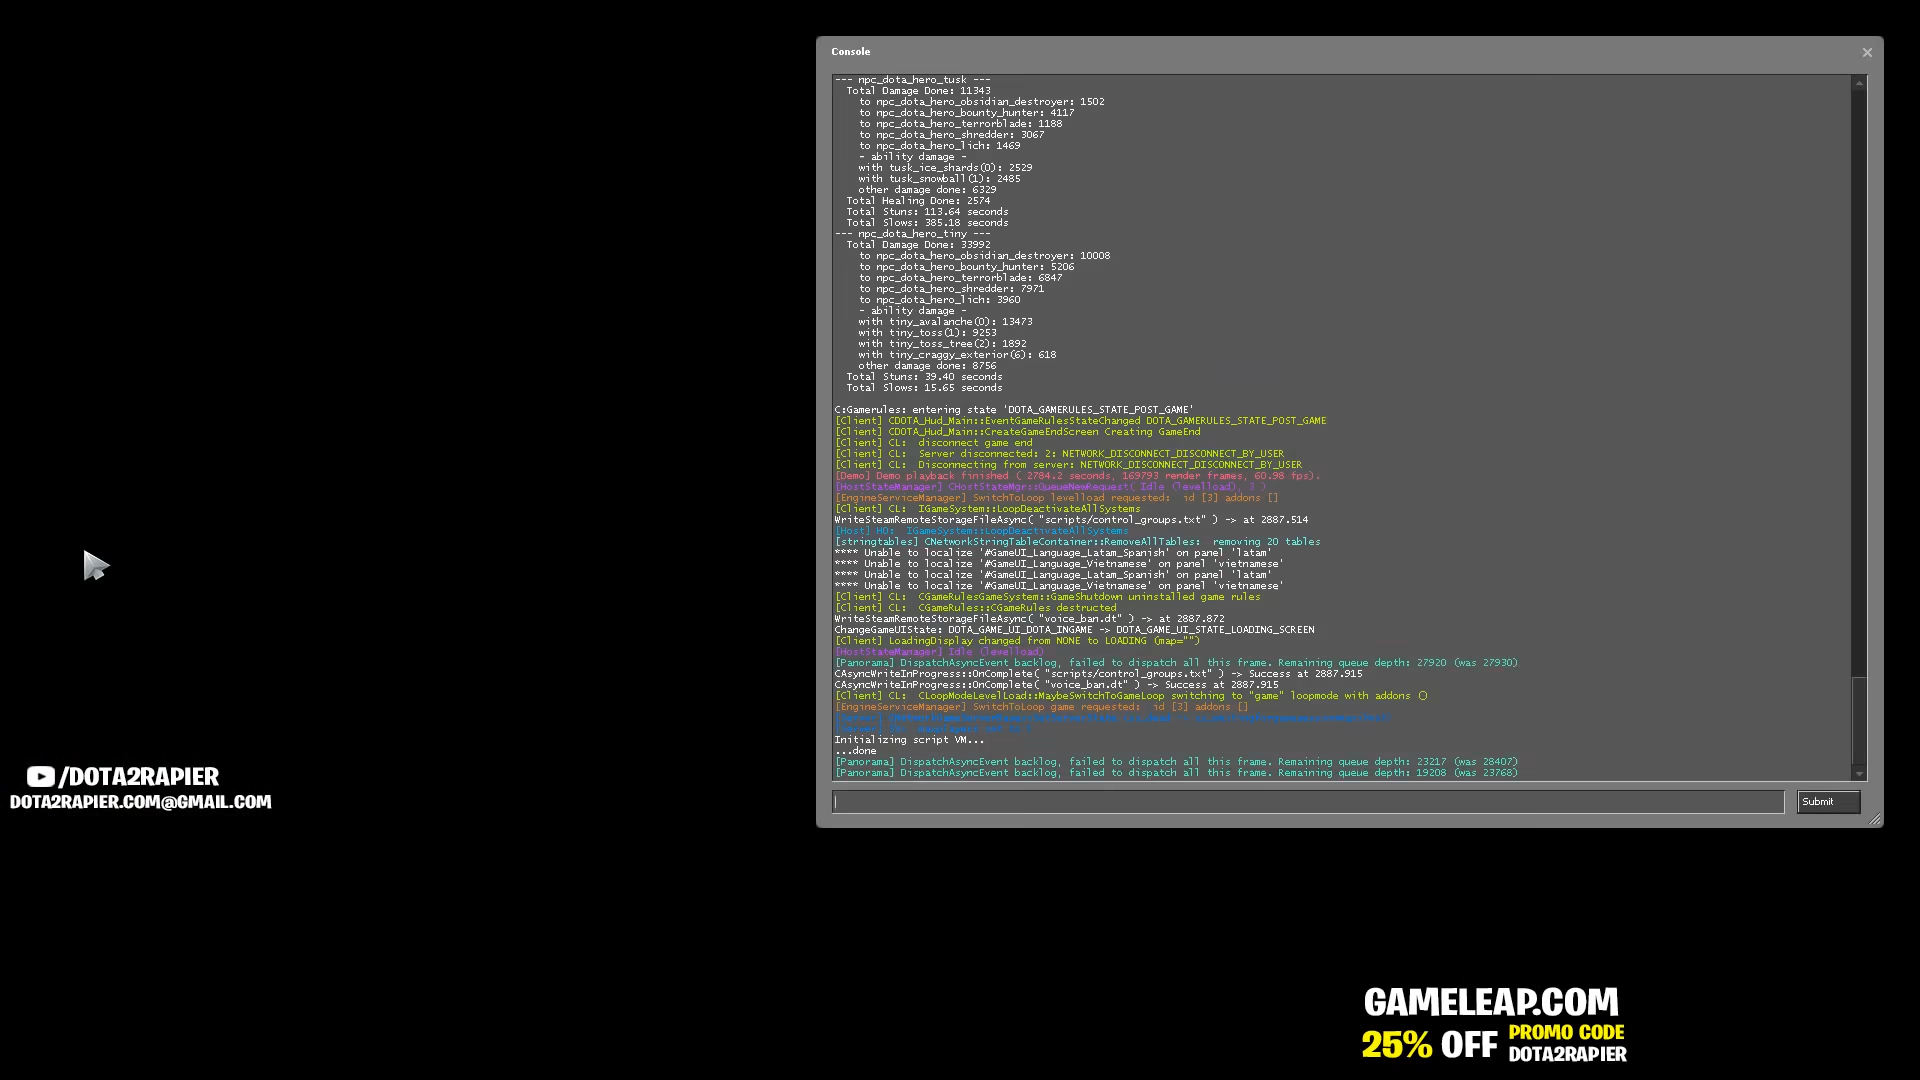 Console
--- npc_dota_hero_tusk ---
Total Damage Done: 11343
to npc_dota_hero_obsidian_destroyer: 1502
to npc_dota_hero_bounty_hunter: 4117
to npc_dota_hero_terrorblade: 1188
to npc_dota_hero_shredder: 3067
to npc_dota_hero_lich: 1469
- ability damage -
with tusk_ice_shards(0): 2529
with tusk_snowball(1): 2485
other damage done: 6329
Total Healing Done: 2574
Total Stuns: 113.64 seconds
Total Slows: 385.18 seconds
--- npc_dota_hero_tiny ---
Total Damage Done: 33992
to npc_dota_hero_obsidian_destroyer: 10008
to npc_dota_hero_bounty_hunter: 5206
to npc_dota_hero_terrorblade: 6847
to npc_dota_hero_shredder: 7971
to npc_dota_hero_lich: 3960
- ability damage -
with tiny_avalanche(0): 13473
with tiny_toss(1): 9253
with tiny_toss_tree(2): 1892
with tiny_craggy_exterior(6): 618
other damage done: 8756
Total Stuns: 39.40 seconds
Total Slows: 15.65 seconds
C:Gamerules: entering state 'DOTA_GAMERULES_STATE_POST_GAME'
[Client] CDOTA_Hud_Main::EventGameRulesStateChanged DOTA_GAMERULES_STATE_POST_GAME
[Client] CDOTA_Hud_Main::CreateGameEndScreen Creating GameEnd
[Client] CL:  disconnect game end
[Client] CL:  Server disconnected: 2: NETWORK_DISCONNECT_DISCONNECT_BY_USER
[Client] CL:  Disconnecting from server: NETWORK_DISCONNECT_DISCONNECT_BY_USER
[Demo] Demo playback finished ( 2784.2 seconds, 169793 render frames, 60.98 fps).
[HostStateManager] CHostStateMgr::QueueNewRequest( Idle (levelload), 3 )
[EngineServiceManager] SwitchToLoop levelload requested:  id [3] addons []
[Client] CL:  IGameSystem::LoopDeactivateAllSystems
WriteSteamRemoteStorageFileAsync( "scripts/control_groups.txt" ) -> at 2887.514
[Host] HO:  IGameSystem::LoopDeactivateAllSystems
[stringtables] CNetworkStringTableContainer::RemoveAllTables:  removing 20 tables
**** Unable to localize '#GameUI_Language_Latam_Spanish' on panel 'latam'
**** Unable to localize '#GameUI_Language_Vietnamese' on panel 'vietnamese'
**** Unable to localize '#GameUI_Language_Latam_Spanish' on panel 'latam'
**** Unable to localize '#GameUI_Language_Vietnamese' on panel 'vietnamese'
[Client] CL:  CGameRulesGameSystem::GameShutdown uninstalled game rules
[Client] CL:  CGameRules::CGameRules destructed
WriteSteamRemoteStorageFileAsync( "voice_ban.dt" ) -> at 2887.872
ChangeGameUIState: DOTA_GAME_UI_DOTA_INGAME -> DOTA_GAME_UI_STATE_LOADING_SCREEN
[Client] LoadingDisplay changed from NONE to LOADING (map="")
[HostStateManager] Idle (levelload)
[Panorama] DispatchAsyncEvent backlog, failed to dispatch all this frame. Remaining queue depth: 27920 (was 27930)
CAsyncWriteInProgress::OnComplete( "scripts/control_groups.txt" ) -> Success at 2887.915
CAsyncWriteInProgress::OnComplete( "voice_ban.dt" ) -> Success at 2887.915
[Client] CL:  CLoopModeLevelLoad::MaybeSwitchToGameLoop switching to "game" loopmode with addons ()
[EngineServiceManager] SwitchToLoop game requested:  id [3] addons []
Initializing script VM...
...done
[Panorama] DispatchAsyncEvent backlog, failed to dispatch all this frame. Remaining queue depth: 23217 (was 28407)
[Panorama] DispatchAsyncEvent backlog, failed to dispatch all this frame. Remaining queue depth: 19208 (was 23768)
Submit
/DOTA2RAPIER
DOTA2RAPIER.COM@GMAIL.COM
GAMELEAP.COM
25% OFF PROMO CODE
DOTA2RAPIER